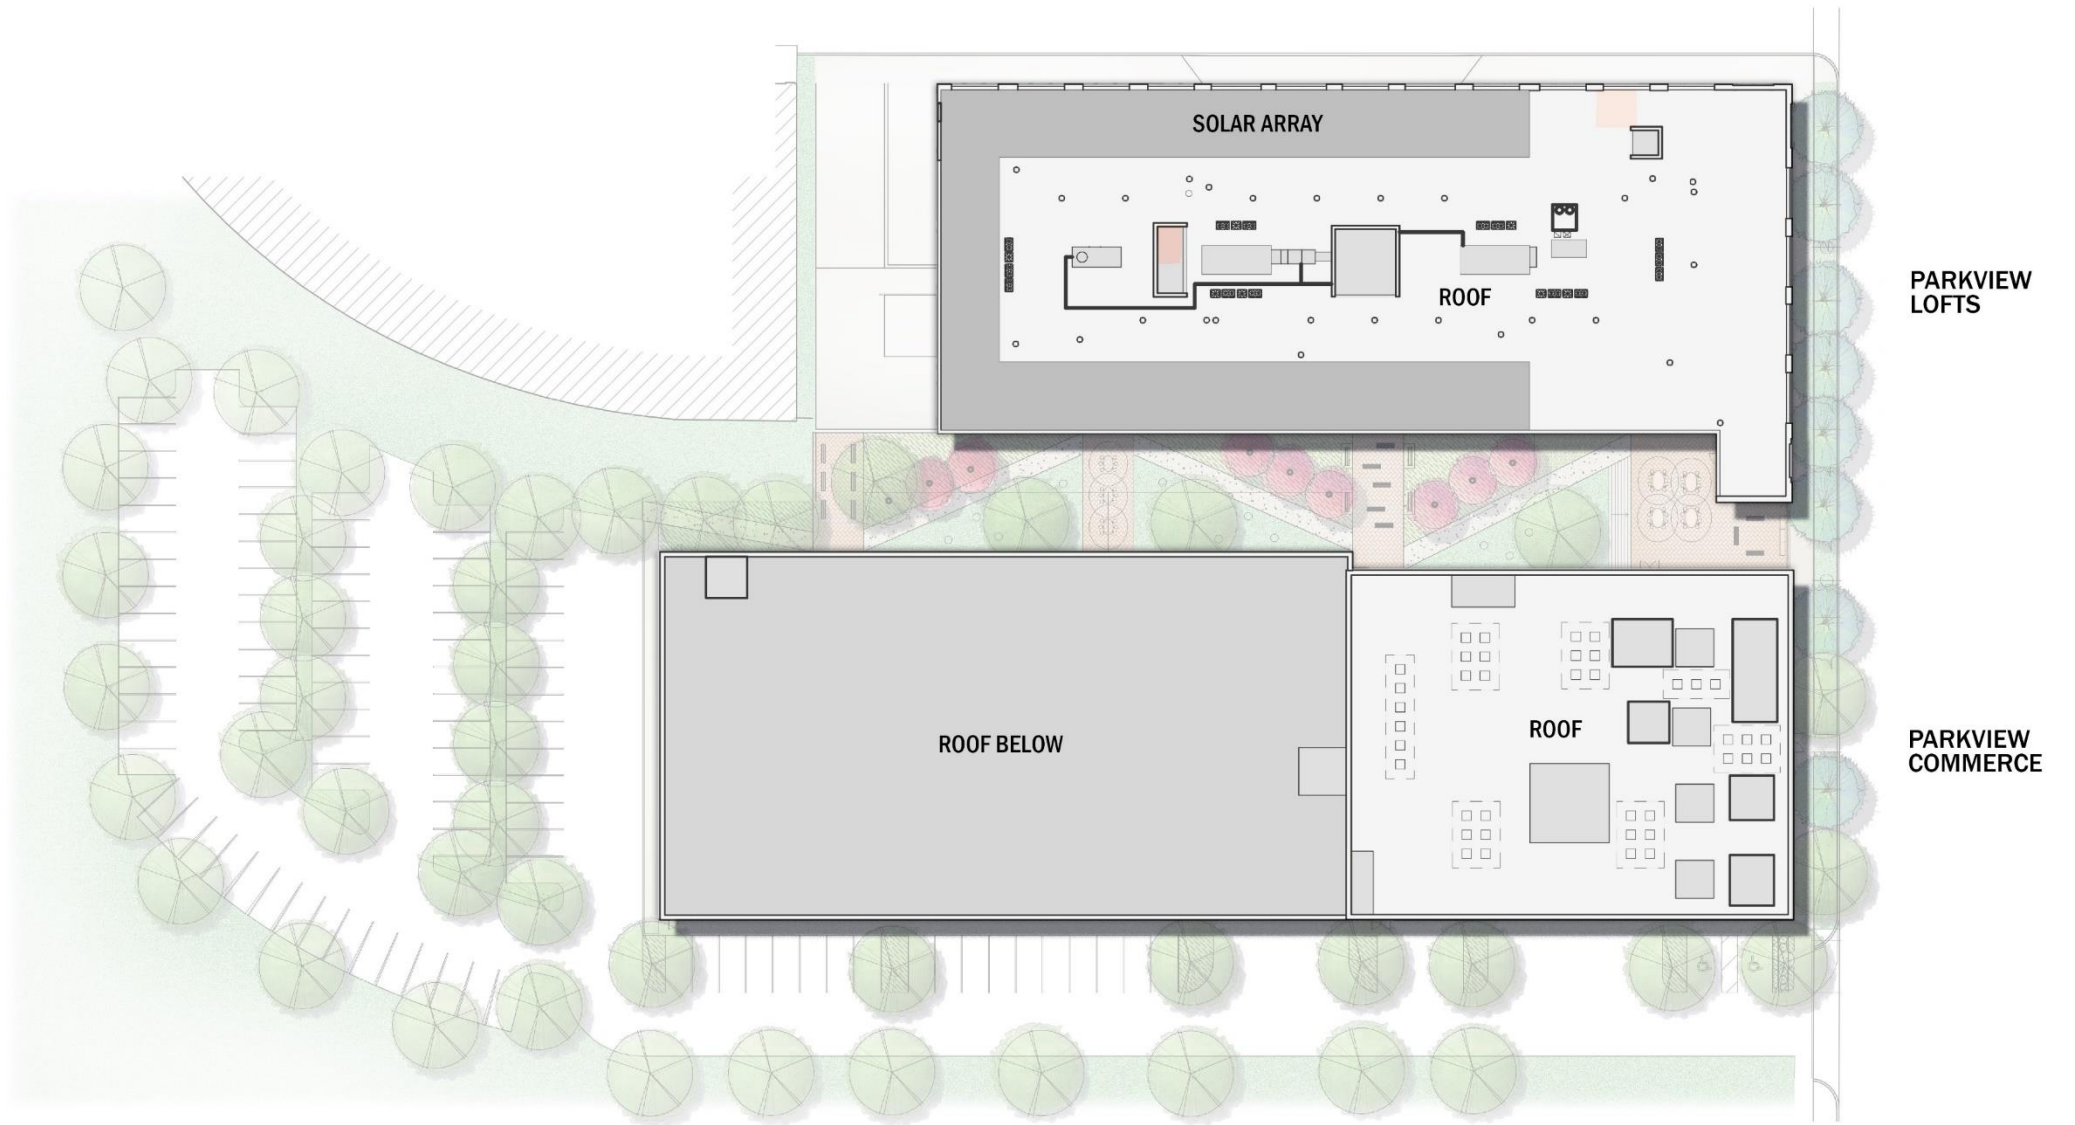 SOLAR ARRAY
ROOF
PARKVIEW
LOFTS
ROOF BELOW
ROOF
PARKVIEW
COMMERCE